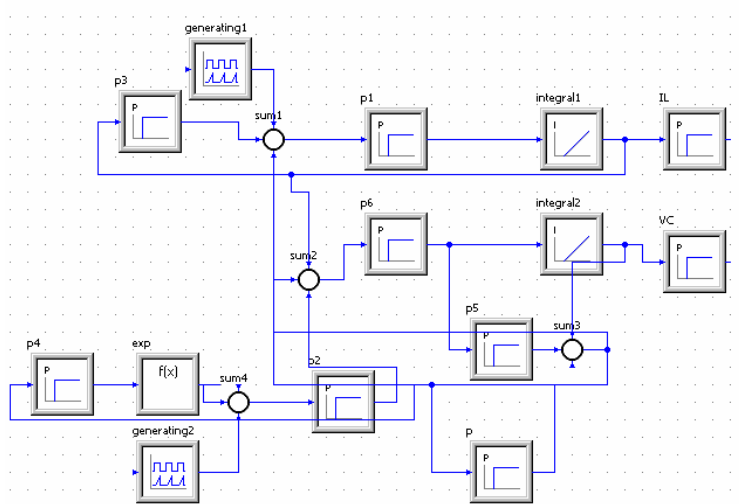 generating1
p3
P
sum1
p1
P
integral1
I
IL
P
p6
P
integral2
I
VC
P
sum2
p5
P
sum3
p4
P
exp
f(x)
sum4
p2
P
generating2
p
P